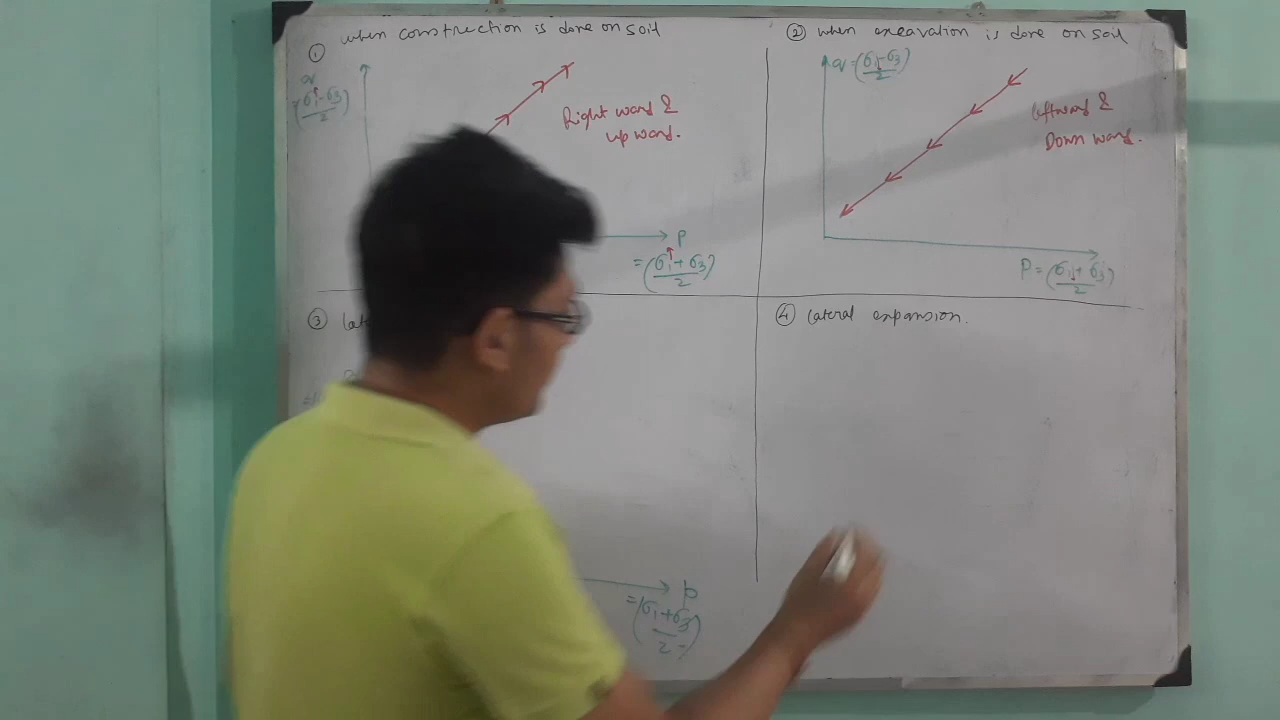 ① when construction is done on soil
q
(σ₁ - σ₃)
2
Right ward &
up ward.
P
= (σ₁ + σ₃)
2
② when excavation is done on soil
q = (σ₁ - σ₃)
2
leftward &
Down ward.
P = (σ₁ + σ₃)
2
③
④ lateral expansion.
p
= (σ₁ + σ₃)
2